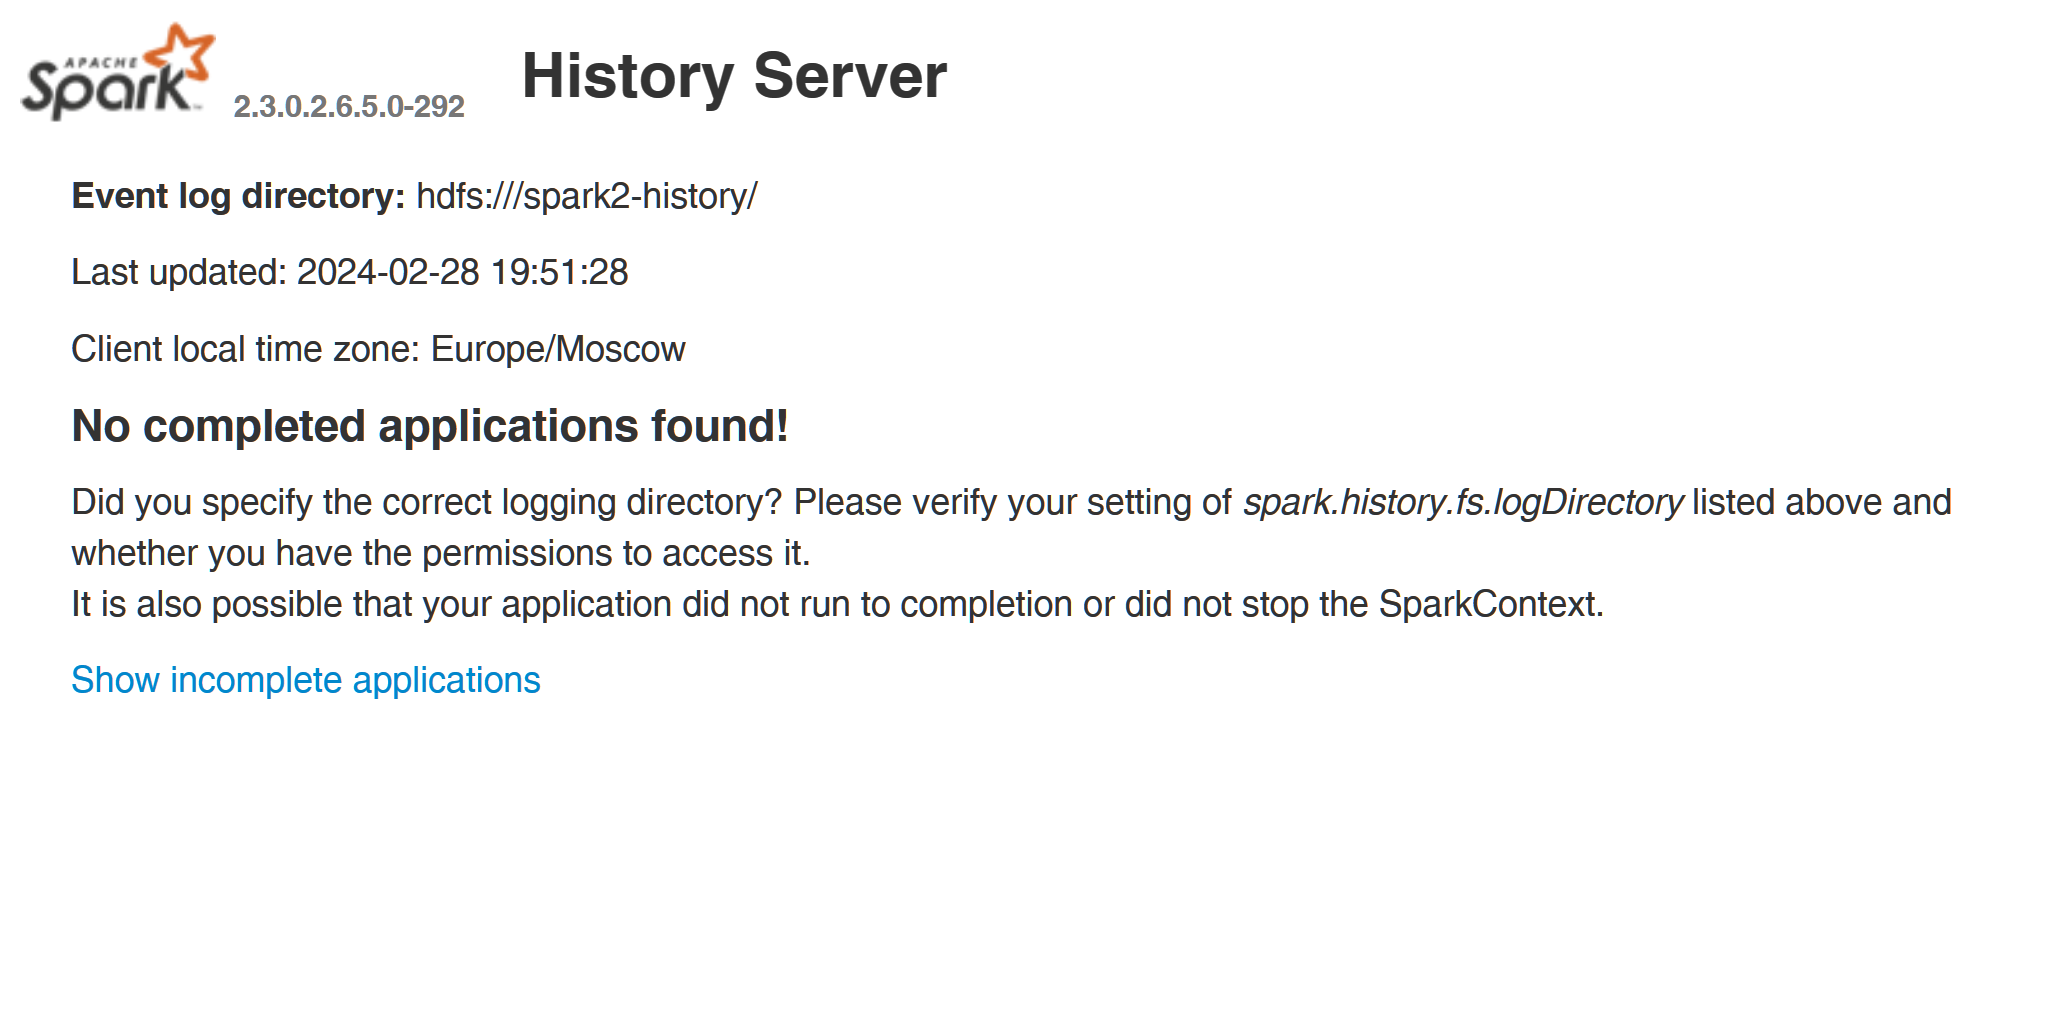 APACHE
Spark
2.3.0.2.6.5.0-292
History Server
Event log directory: hdfs:///spark2-history/
Last updated: 2024-02-28 19:51:28
Client local time zone: Europe/Moscow
No completed applications found!
Did you specify the correct logging directory? Please verify your setting of spark.history.fs.logDirectory listed above and
whether you have the permissions to access it.
It is also possible that your application did not run to completion or did not stop the SparkContext.
Show incomplete applications